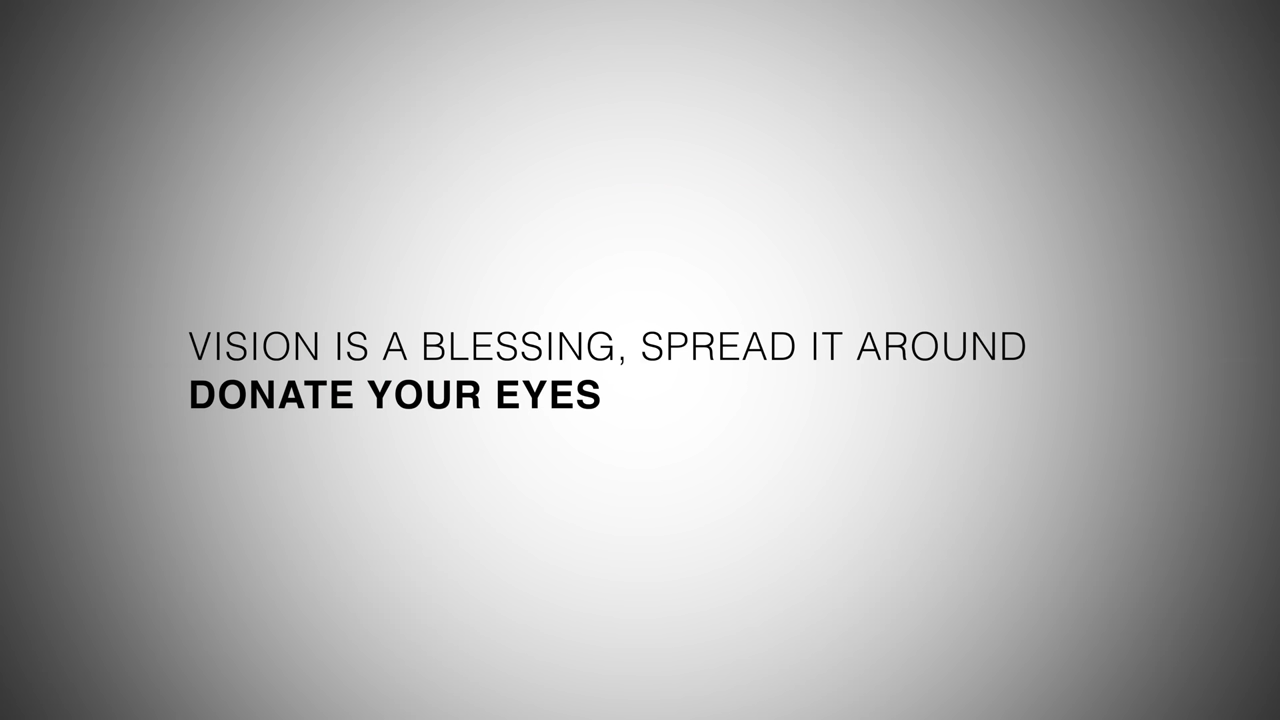 VISION IS A BLESSING, SPREAD IT AROUND
DONATE YOUR EYES